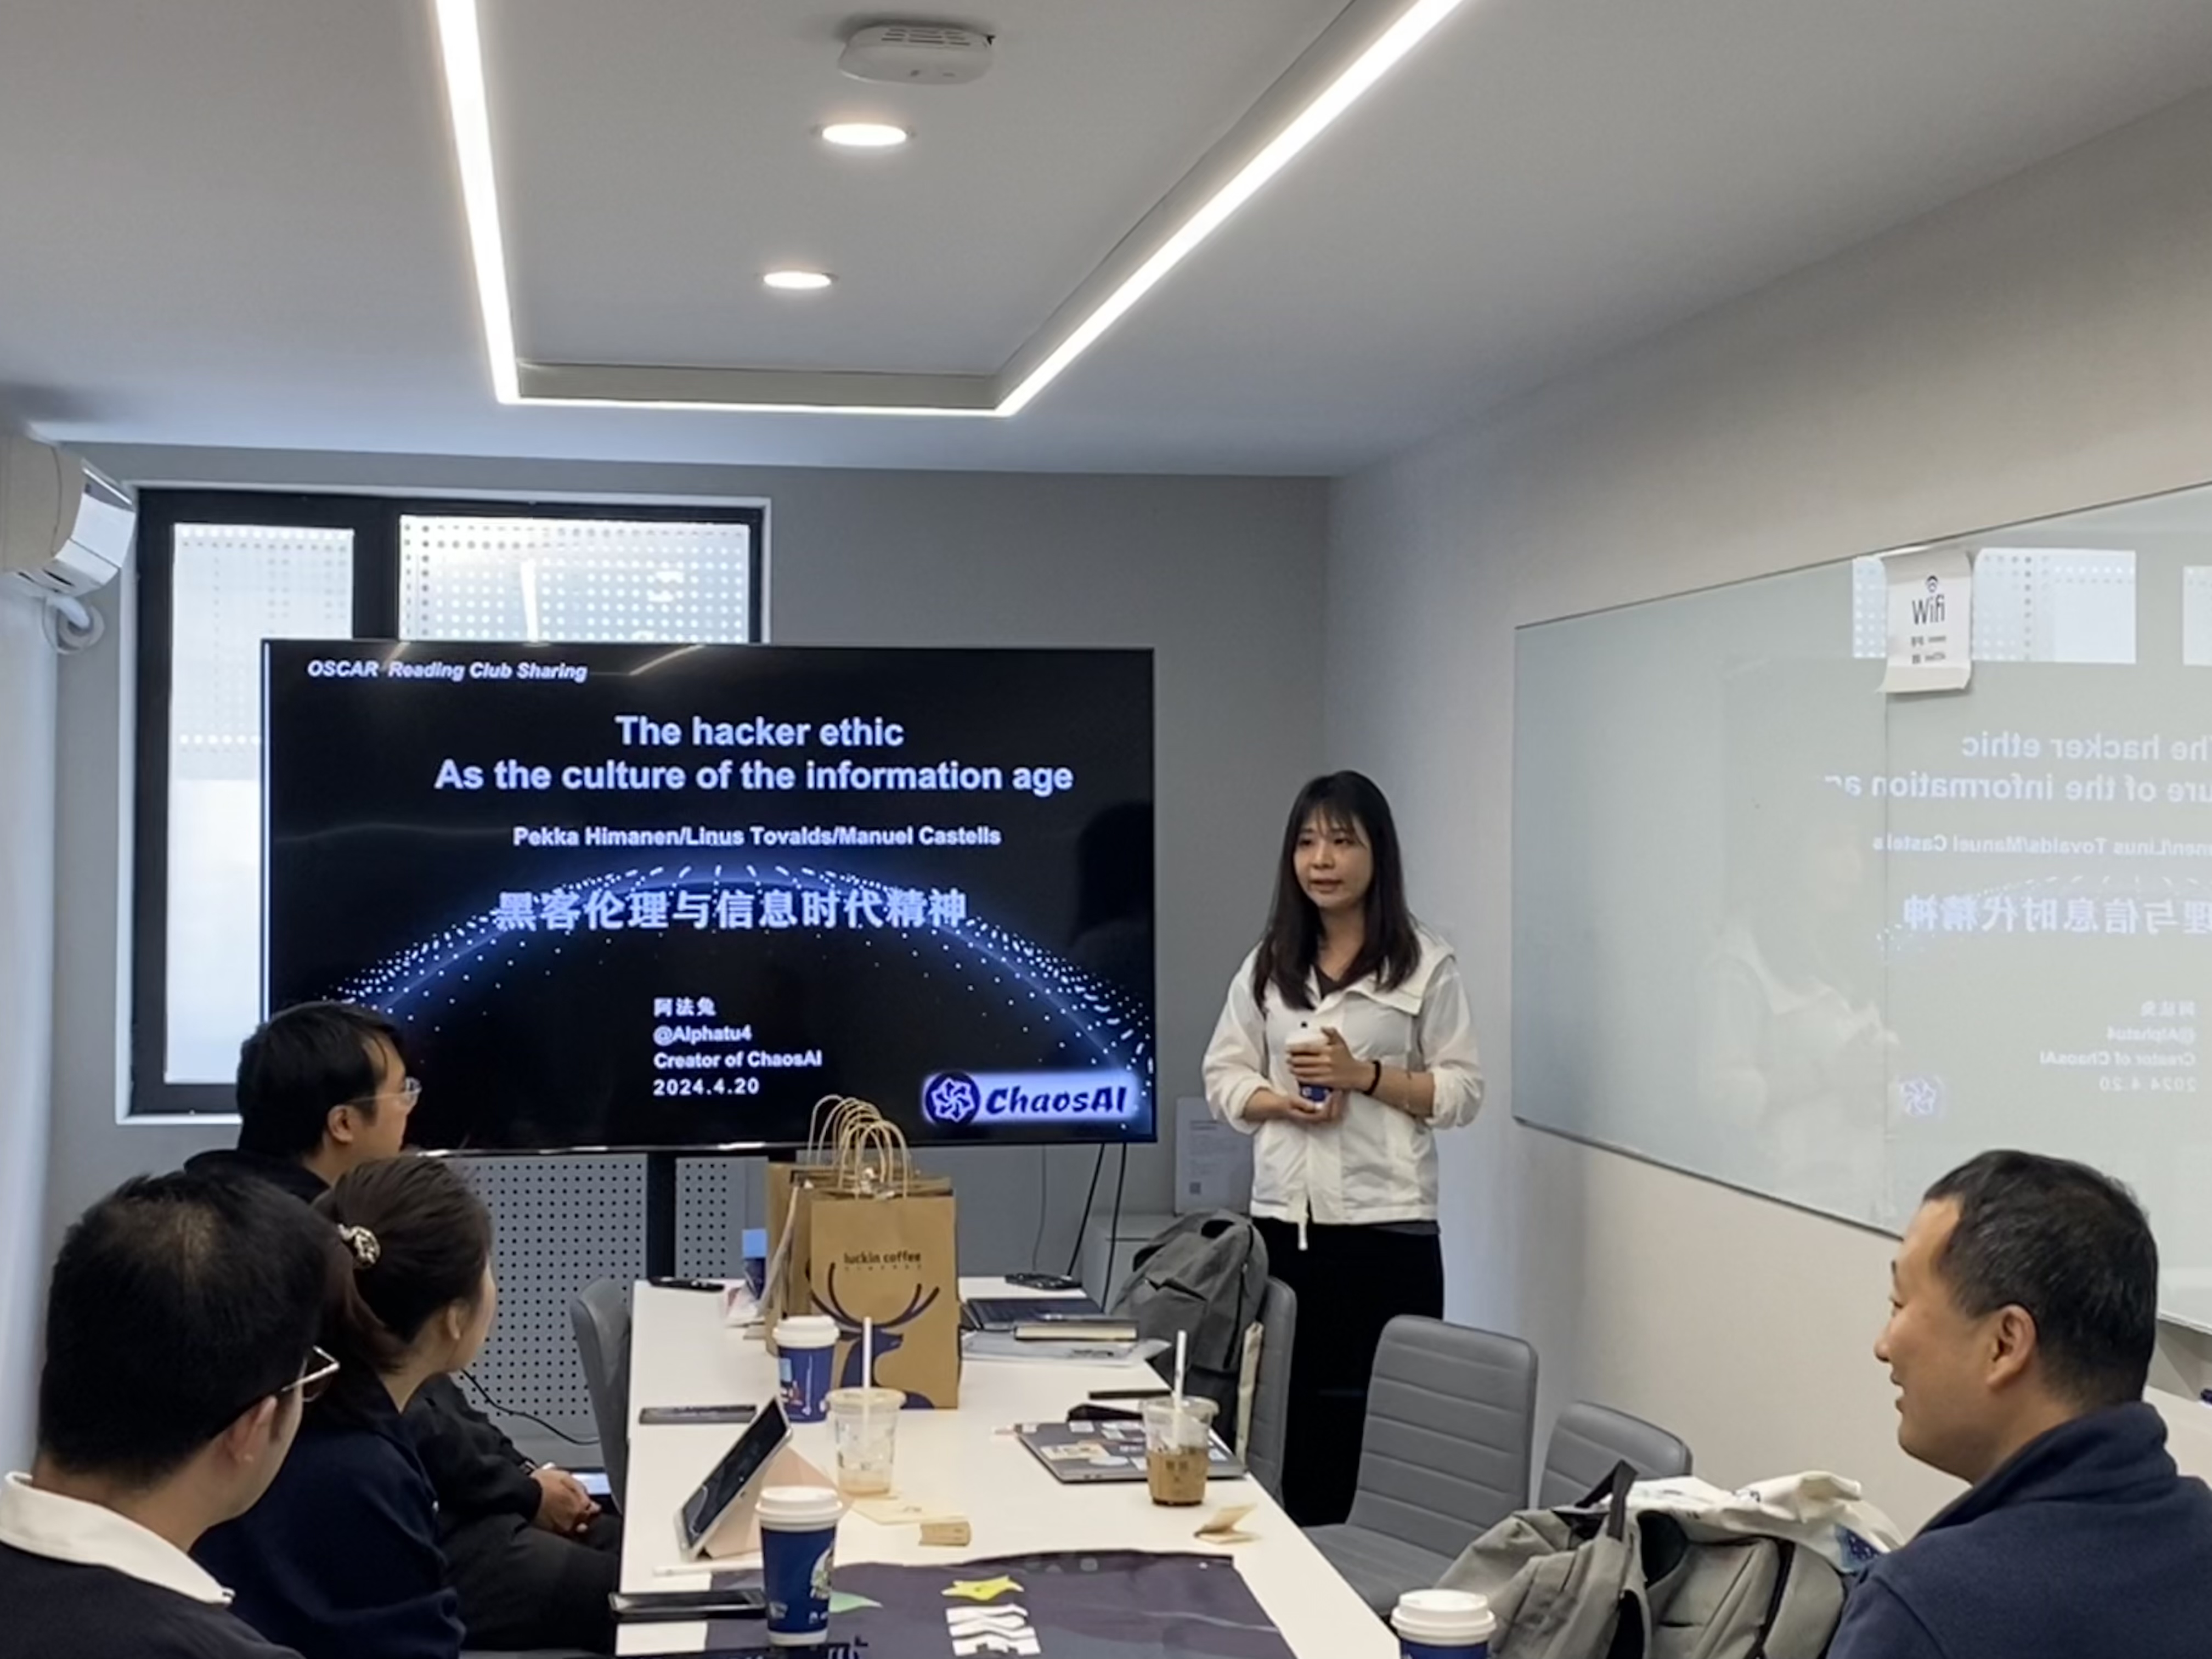 OSCAR Reading Club Sharing
The hacker ethic
As the culture of the information age
Pekka Himanen/Linus Tovalds/Manuel Castells
黑客伦理与信息时代精神
阿法兔
@Alphatu4
Creator of ChaosAI
2024.4.20
ChaosAI
Wifi
luckin coffee